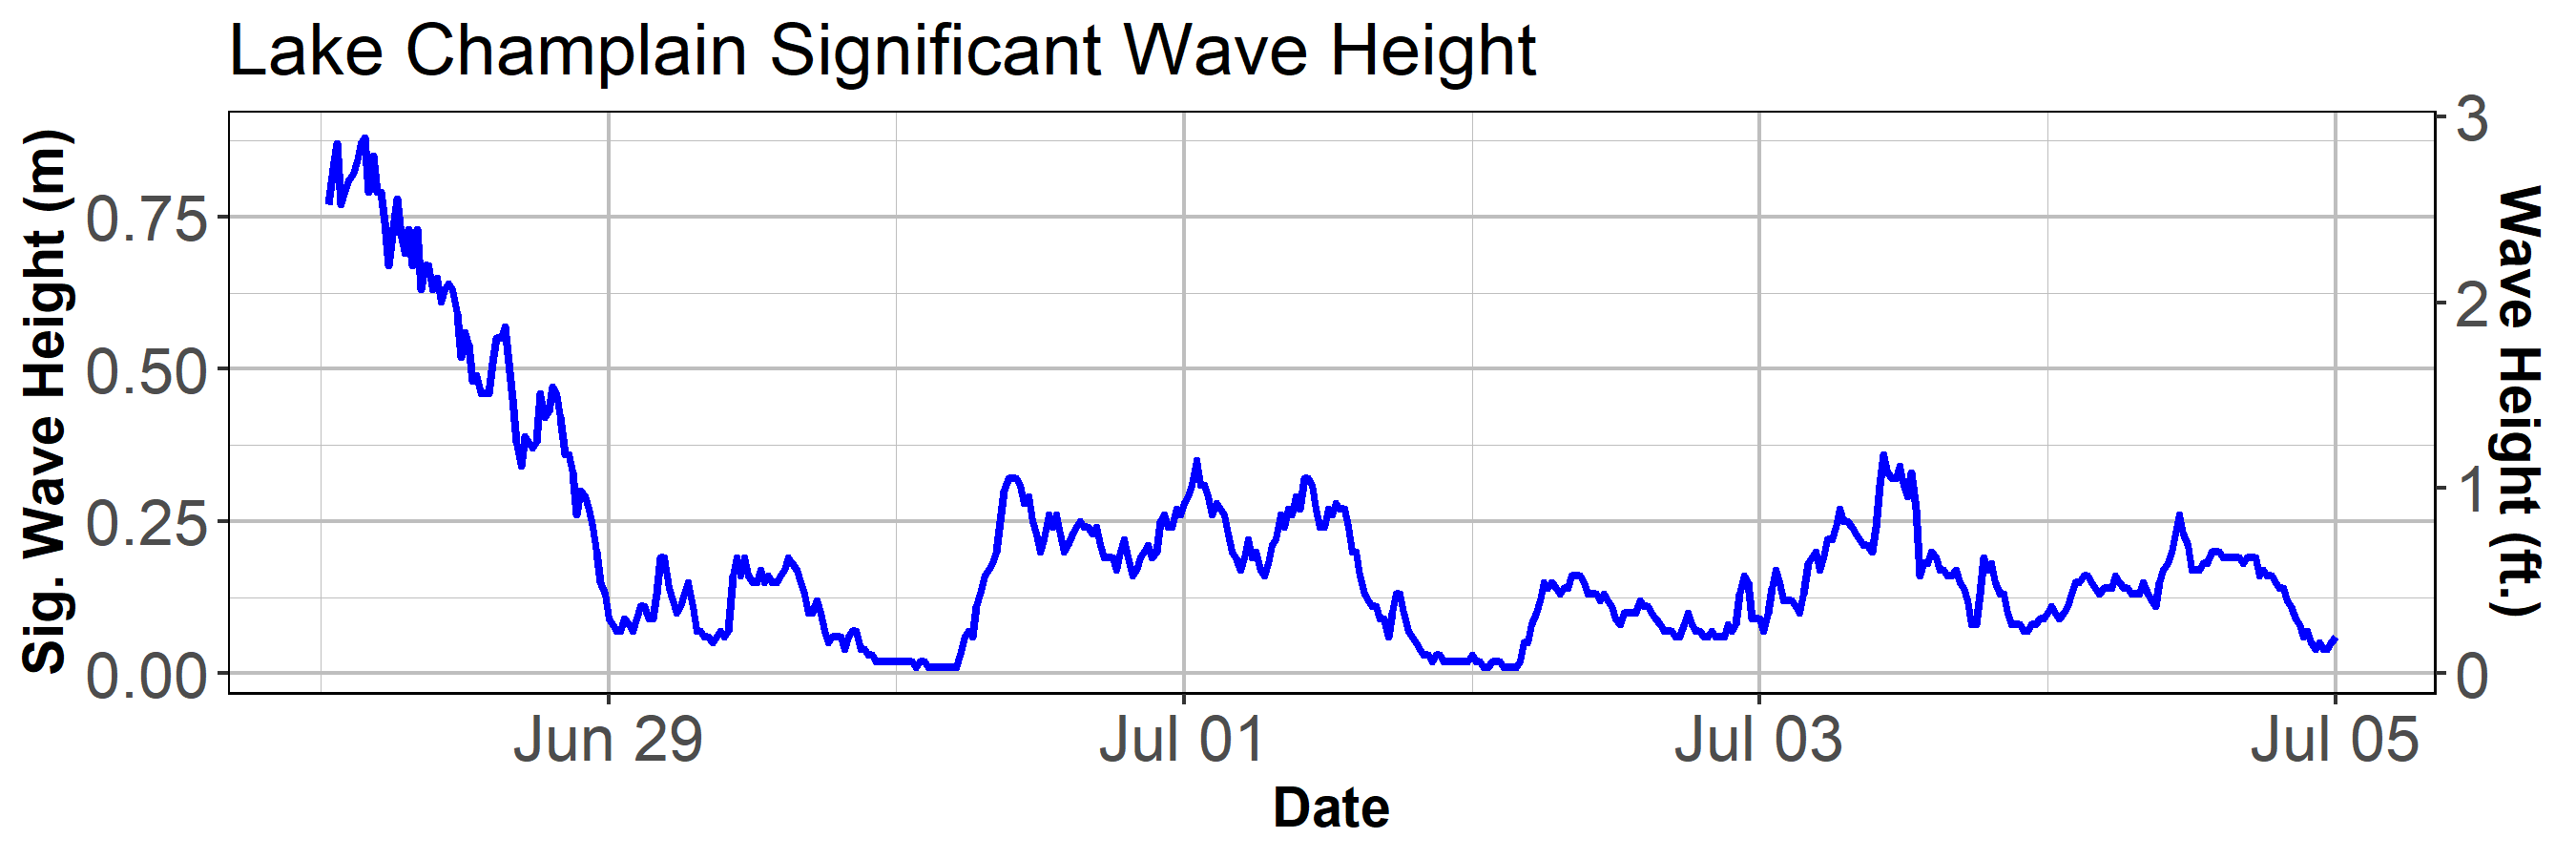 Lake Champlain Significant Wave Height
Sig. Wave Height (m)
0.75
0.50
0.25
0.00
3
2
1
0
Wave Height (ft.)
Jun 29
Jul 01
Jul 03
Jul 05
Date